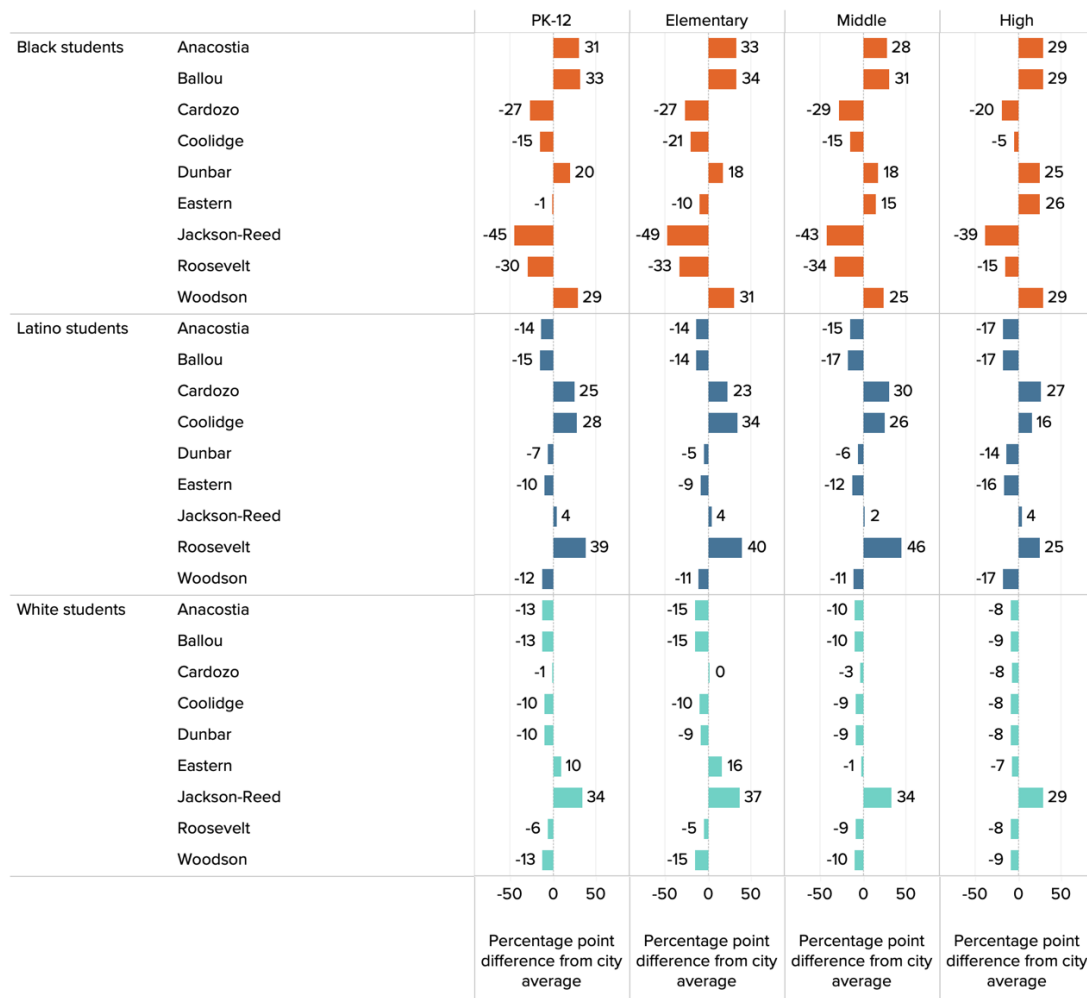 PK-12 Elementary Middle High
Black students Anacostia 31 33 28 29
Ballou 33 34 31 29
Cardozo -27 -27 -29 -20
Coolidge -15 -21 -15 -5
Dunbar 20 18 18 25
Eastern -1 -10 15 26
Jackson-Reed -45 -49 -43 -39
Roosevelt -30 -33 -34 -15
Woodson 29 31 25 29
Latino students Anacostia -14 -14 -15 -17
Ballou -15 -14 -17 -17
Cardozo 25 23 30 27
Coolidge 28 34 26 16
Dunbar -7 -5 -6 -14
Eastern -10 -9 -12 -16
Jackson-Reed 4 4 2 4
Roosevelt 39 40 46 25
Woodson -12 -11 -11 -17
White students Anacostia -13 -15 -10 -8
Ballou -13 -15 -10 -9
Cardozo -1 0 -3 -8
Coolidge -10 -10 -9 -8
Dunbar -10 -9 -9 -8
Eastern 10 16 -1 -7
Jackson-Reed 34 37 34 29
Roosevelt -6 -5 -9 -8
Woodson -13 -15 -10 -9
-50 0 50 -50 0 50 -50 0 50 -50 0 50
Percentage point Percentage point Percentage point Percentage point
difference from city difference from city difference from city difference from city
average average average average